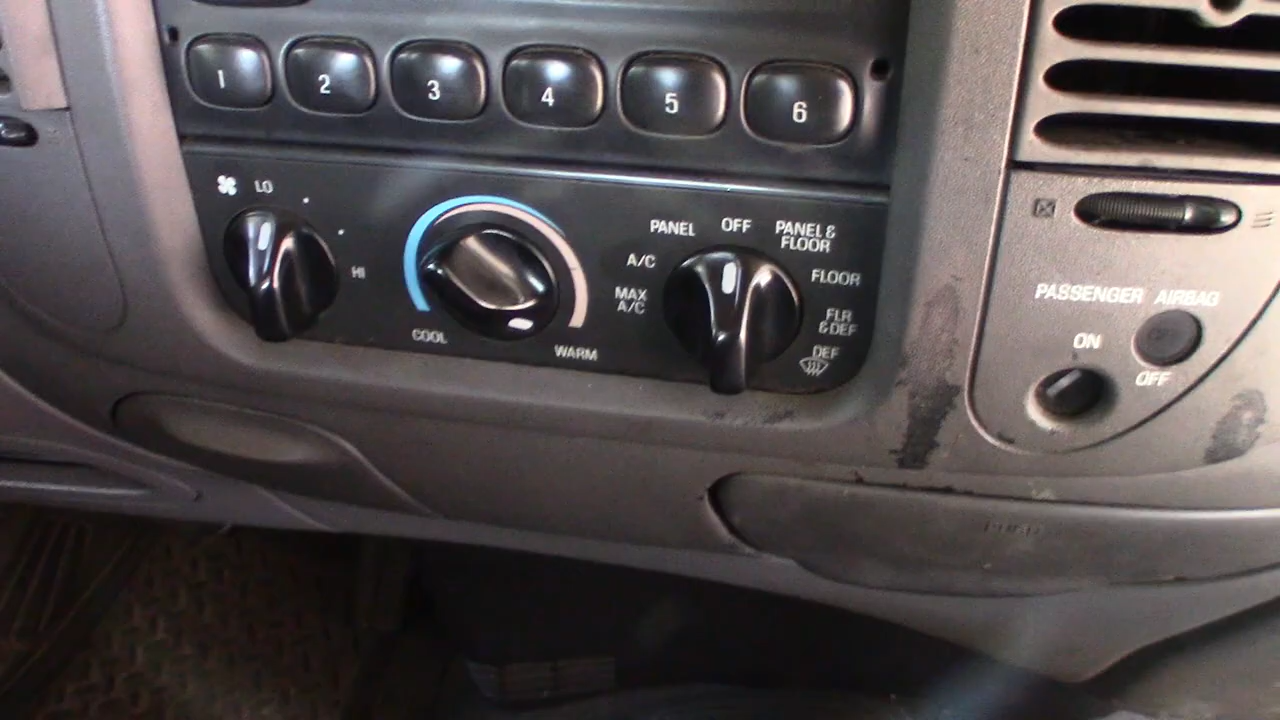 1 2 3 4 5 6
LO
HI
COOL
WARM
MAX
A/C
A/C
PANEL
OFF
PANEL &
FLOOR
FLOOR
FLR
& DEF
DEF
PASSENGER AIRBAG
ON
OFF
PUSH